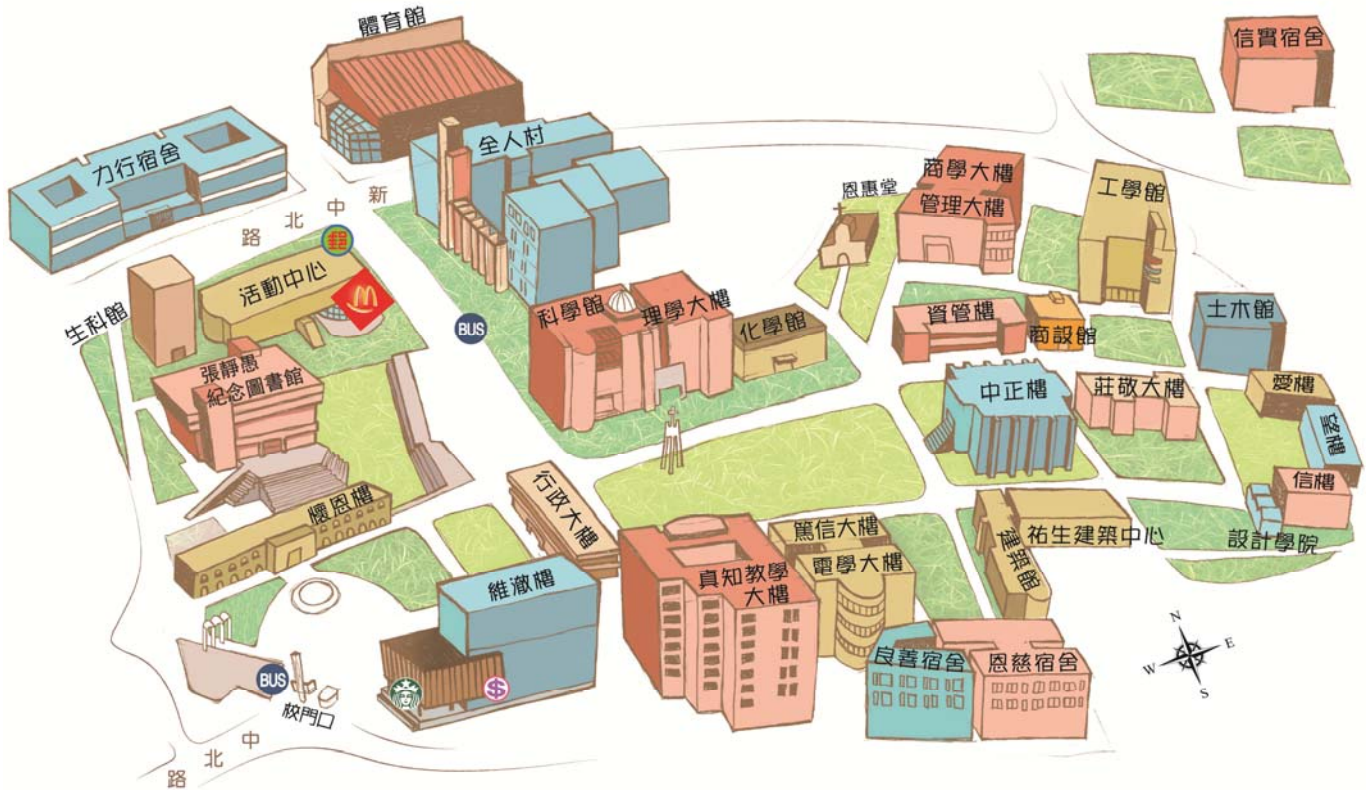 體育館
信實宿舍
全人村
力行宿舍
商學大樓
工學館
恩惠堂
管理大樓
新中北路
郵
活動中心
生科館
科學館
理學大樓
BUS
化學館
資管樓
商設館
土木館
張靜愚
紀念圖書館
中正樓
莊敬大樓
愛樓
望樓
信樓
行政大樓
懷恩樓
篤信大樓
祐生建築中心
設計學院
真知教學
大樓
電學大樓
建築館
維澈樓
良善宿舍
恩慈宿舍
N
W
E
S
BUS
$
校門口
中北路